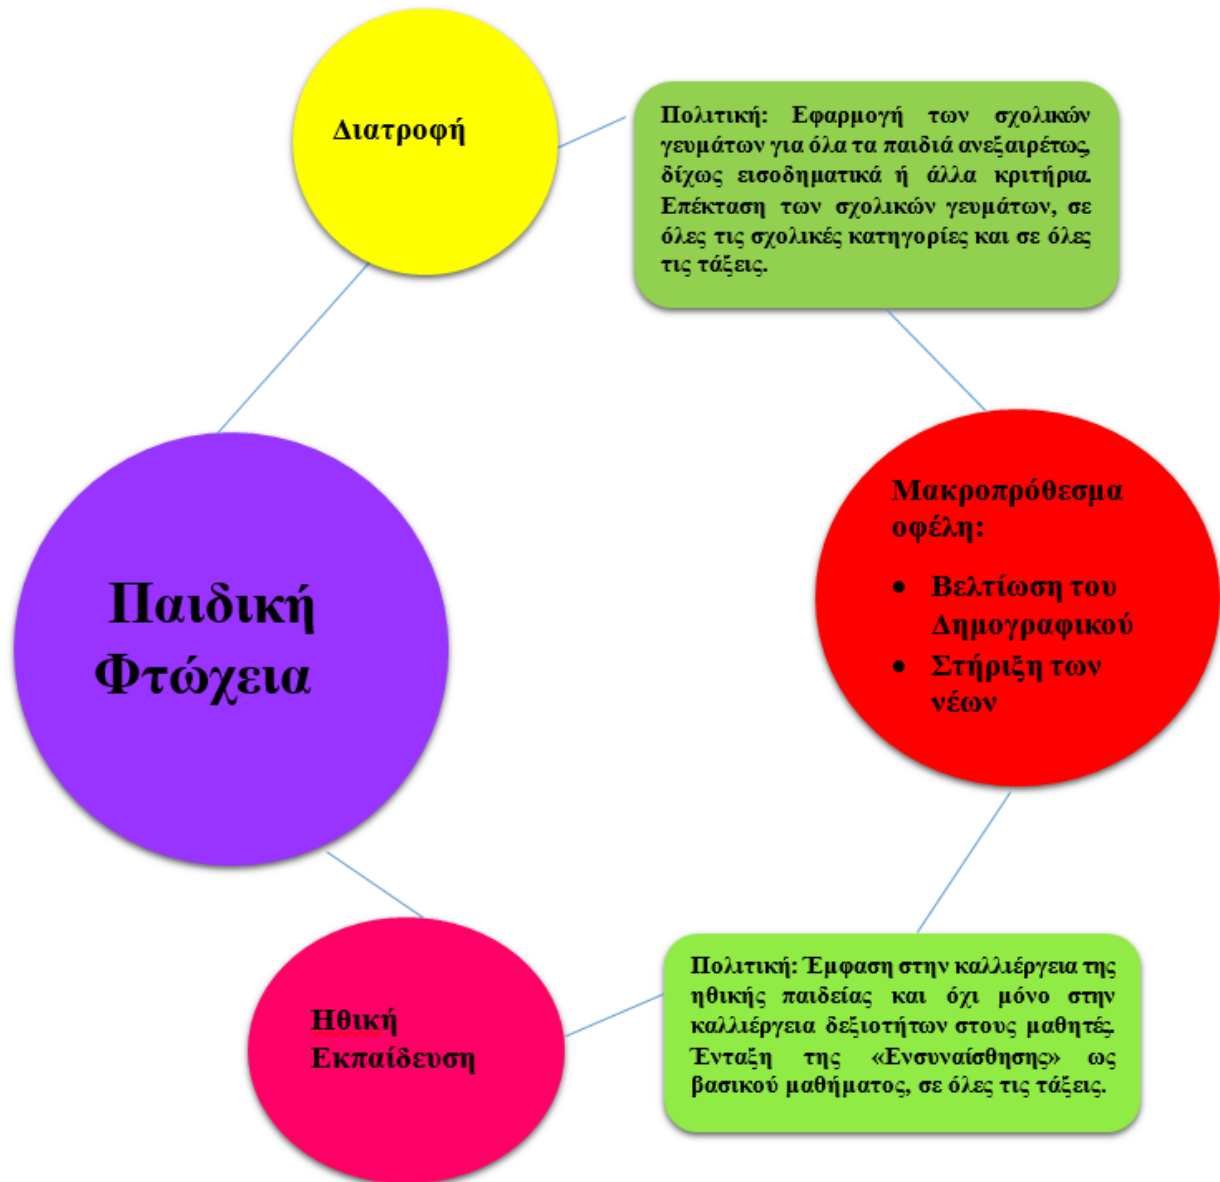 Διατροφή
Πολιτική: Εφαρμογή των σχολικών
γευμάτων για όλα τα παιδιά ανεξαιρέτως,
δίχως εισοδηματικά ή άλλα κριτήρια.
Επέκταση των σχολικών γευμάτων, σε
όλες τις σχολικές κατηγορίες και σε όλες
τις τάξεις.
Παιδική
Φτώχεια
Μακροπρόθεσμα
οφέλη:
• Βελτίωση του
Δημογραφικού
• Στήριξη των
νέων
Ηθική
Εκπαίδευση
Πολιτική: Έμφαση στην καλλιέργεια της
ηθικής παιδείας και όχι μόνο στην
καλλιέργεια δεξιοτήτων στους μαθητές.
Ένταξη της «Ενσυναίσθησης» ως
βασικού μαθήματος, σε όλες τις τάξεις.